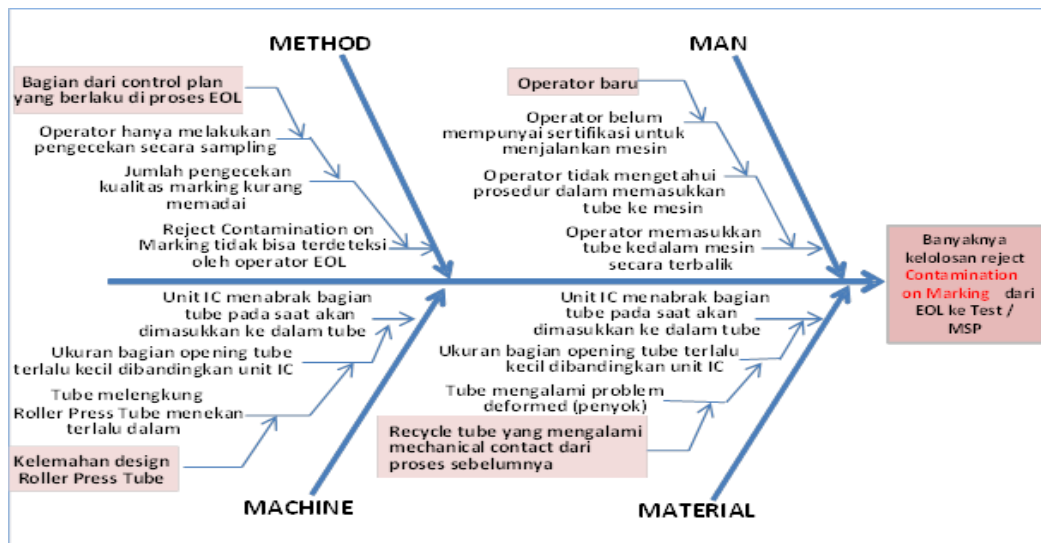 METHOD
Bagian dari control plan
yang berlaku di proses EOL
Operator hanya melakukan
pengecekan secara sampling
Jumlah pengecekan
kualitas marking kurang
memadai
Reject Contamination on
Marking tidak bisa terdeteksi
oleh operator EOL
MAN
Operator baru
Operator belum
mempunyai sertifikasi untuk
menjalankan mesin
Operator tidak mengetahui
prosedur dalam memasukkan
tube ke mesin
Operator memasukkan
tube kedalam mesin
secara terbalik
Banyaknya
kelolosan reject
Contamination
on Marking dari
EOL ke Test /
MSP
Unit IC menabrak bagian
tube pada saat akan
dimasukkan ke dalam tube
Ukuran bagian opening tube
terlalu kecil dibandingkan unit IC
Tube melengkung
Roller Press Tube menekan
terlalu dalam
Kelemahan design
Roller Press Tube
MACHINE
Unit IC menabrak bagian
tube pada saat akan
dimasukkan ke dalam tube
Ukuran bagian opening tube terlalu
kecil dibandingkan unit IC
Tube mengalami problem
deformed (penyok)
Recycle tube yang mengalami
mechanical contact dari
proses sebelumnya
MATERIAL